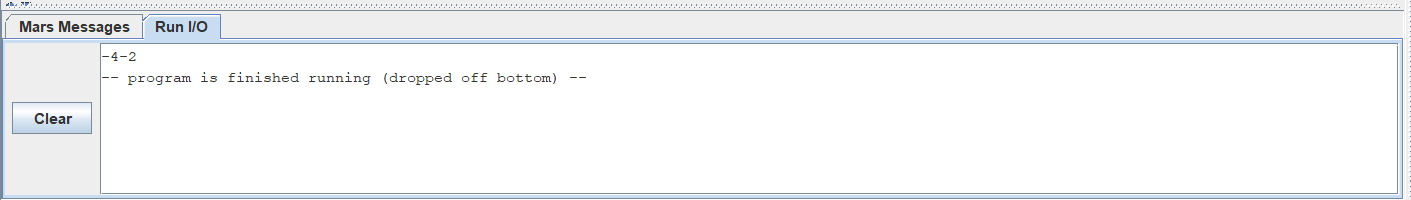 Mars Messages Run I/O
-4-2
-- program is finished running (dropped off bottom) --
Clear